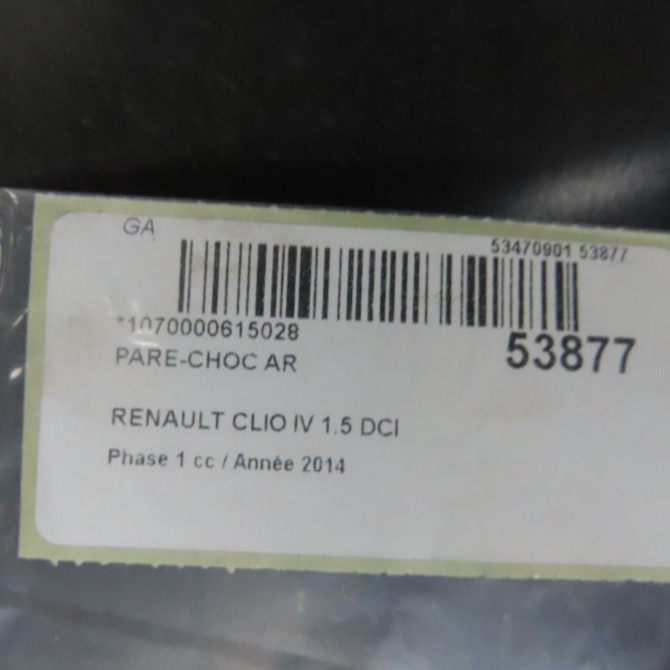 GA
53470901 53877
*1070000615028
53877
PARE-CHOC AR
RENAULT CLIO IV 1.5 DCI
Phase 1 cc / Année 2014